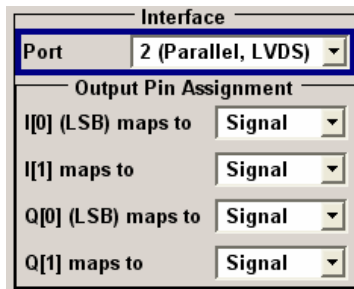 Interface
Port 2 (Parallel, LVDS)
Output Pin Assignment
I[0] (LSB) maps to Signal
I[1] maps to Signal
Q[0] (LSB) maps to Signal
Q[1] maps to Signal